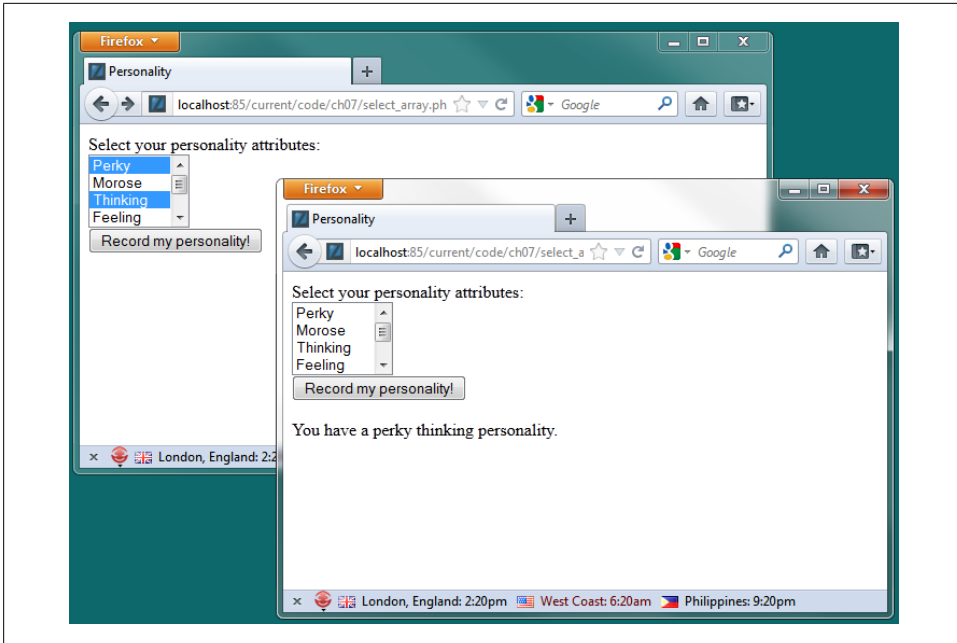 Firefox
Personality
localhost:85/current/code/ch07/select_array.ph
Google
Select your personality attributes:
Perky
Morose
Thinking
Feeling
Record my personality!
London, England: 2:2
Firefox
Personality
localhost:85/current/code/ch07/select_a
Google
Select your personality attributes:
Perky
Morose
Thinking
Feeling
Record my personality!
You have a perky thinking personality.
London, England: 2:20pm West Coast: 6:20am Philippines: 9:20pm